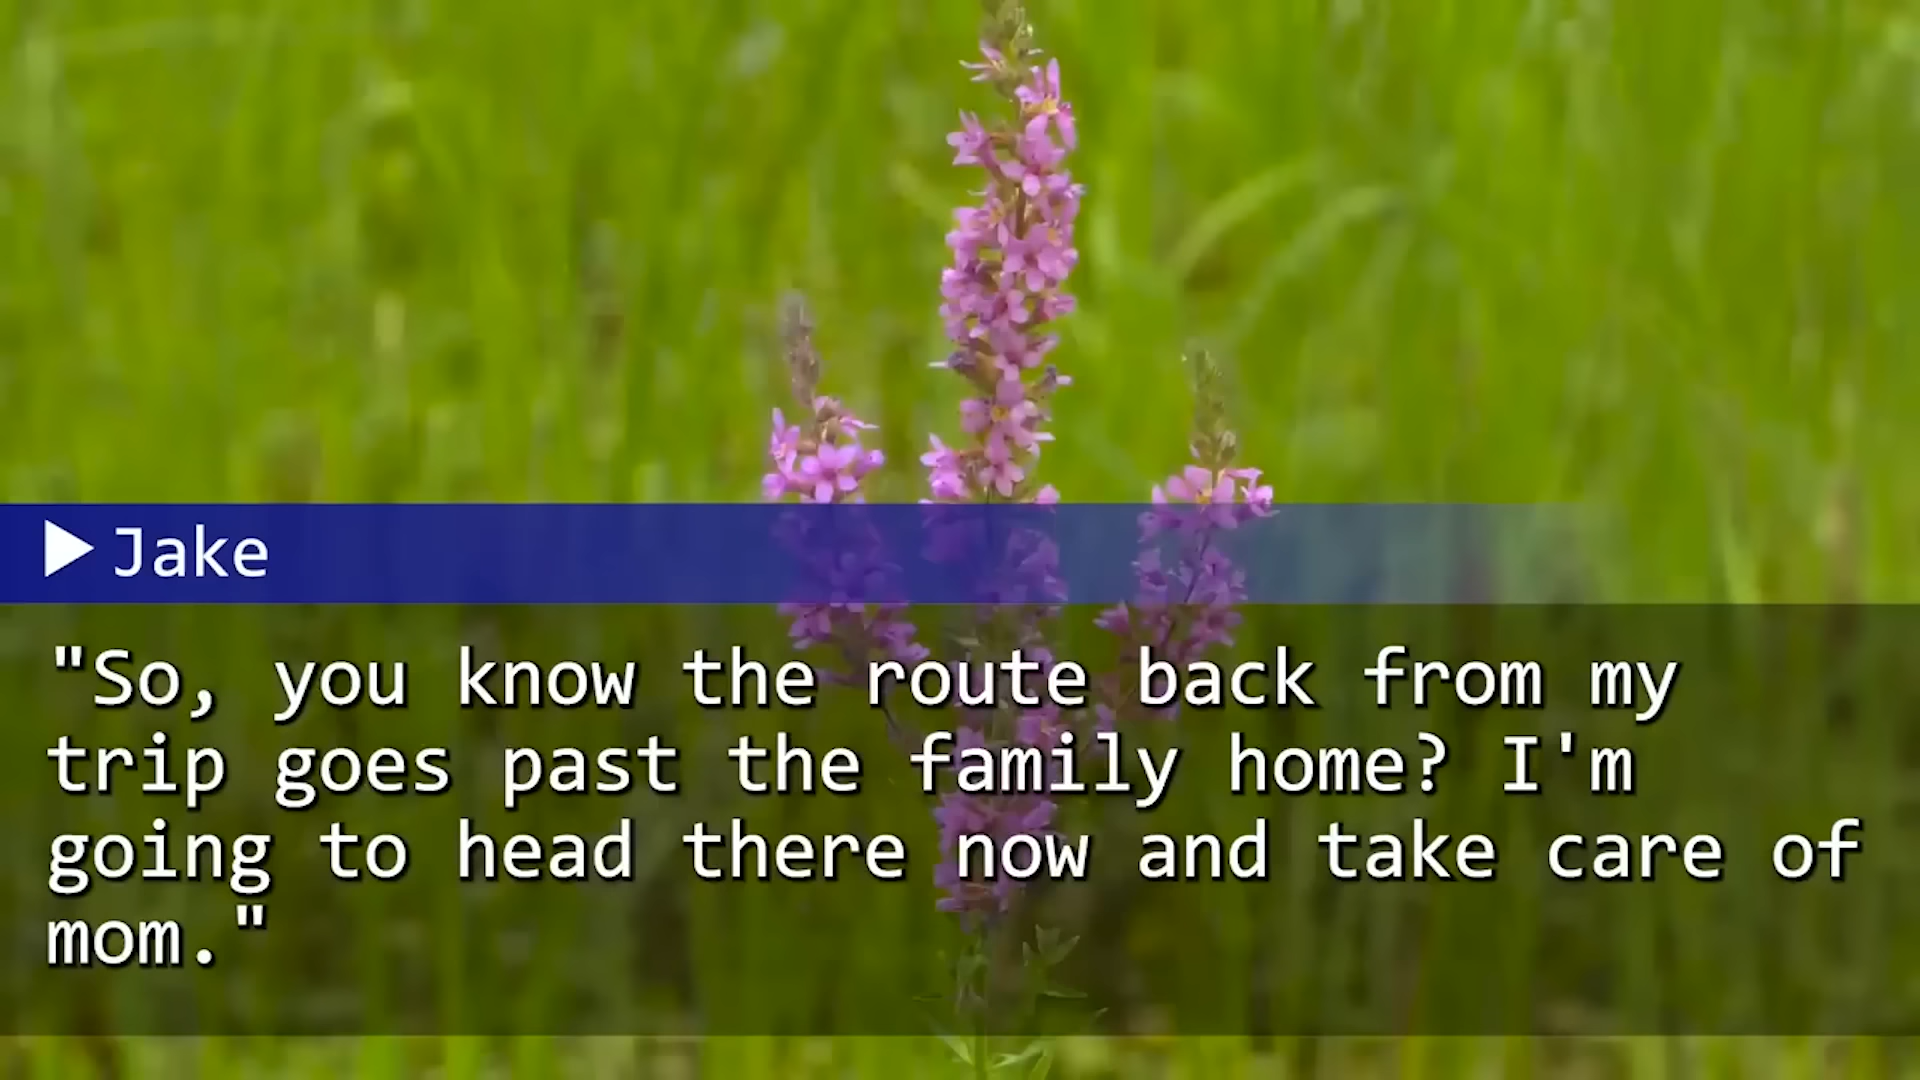 Jake
"So, you know the route back from my
trip goes past the family home? I'm
going to head there now and take care of
mom."